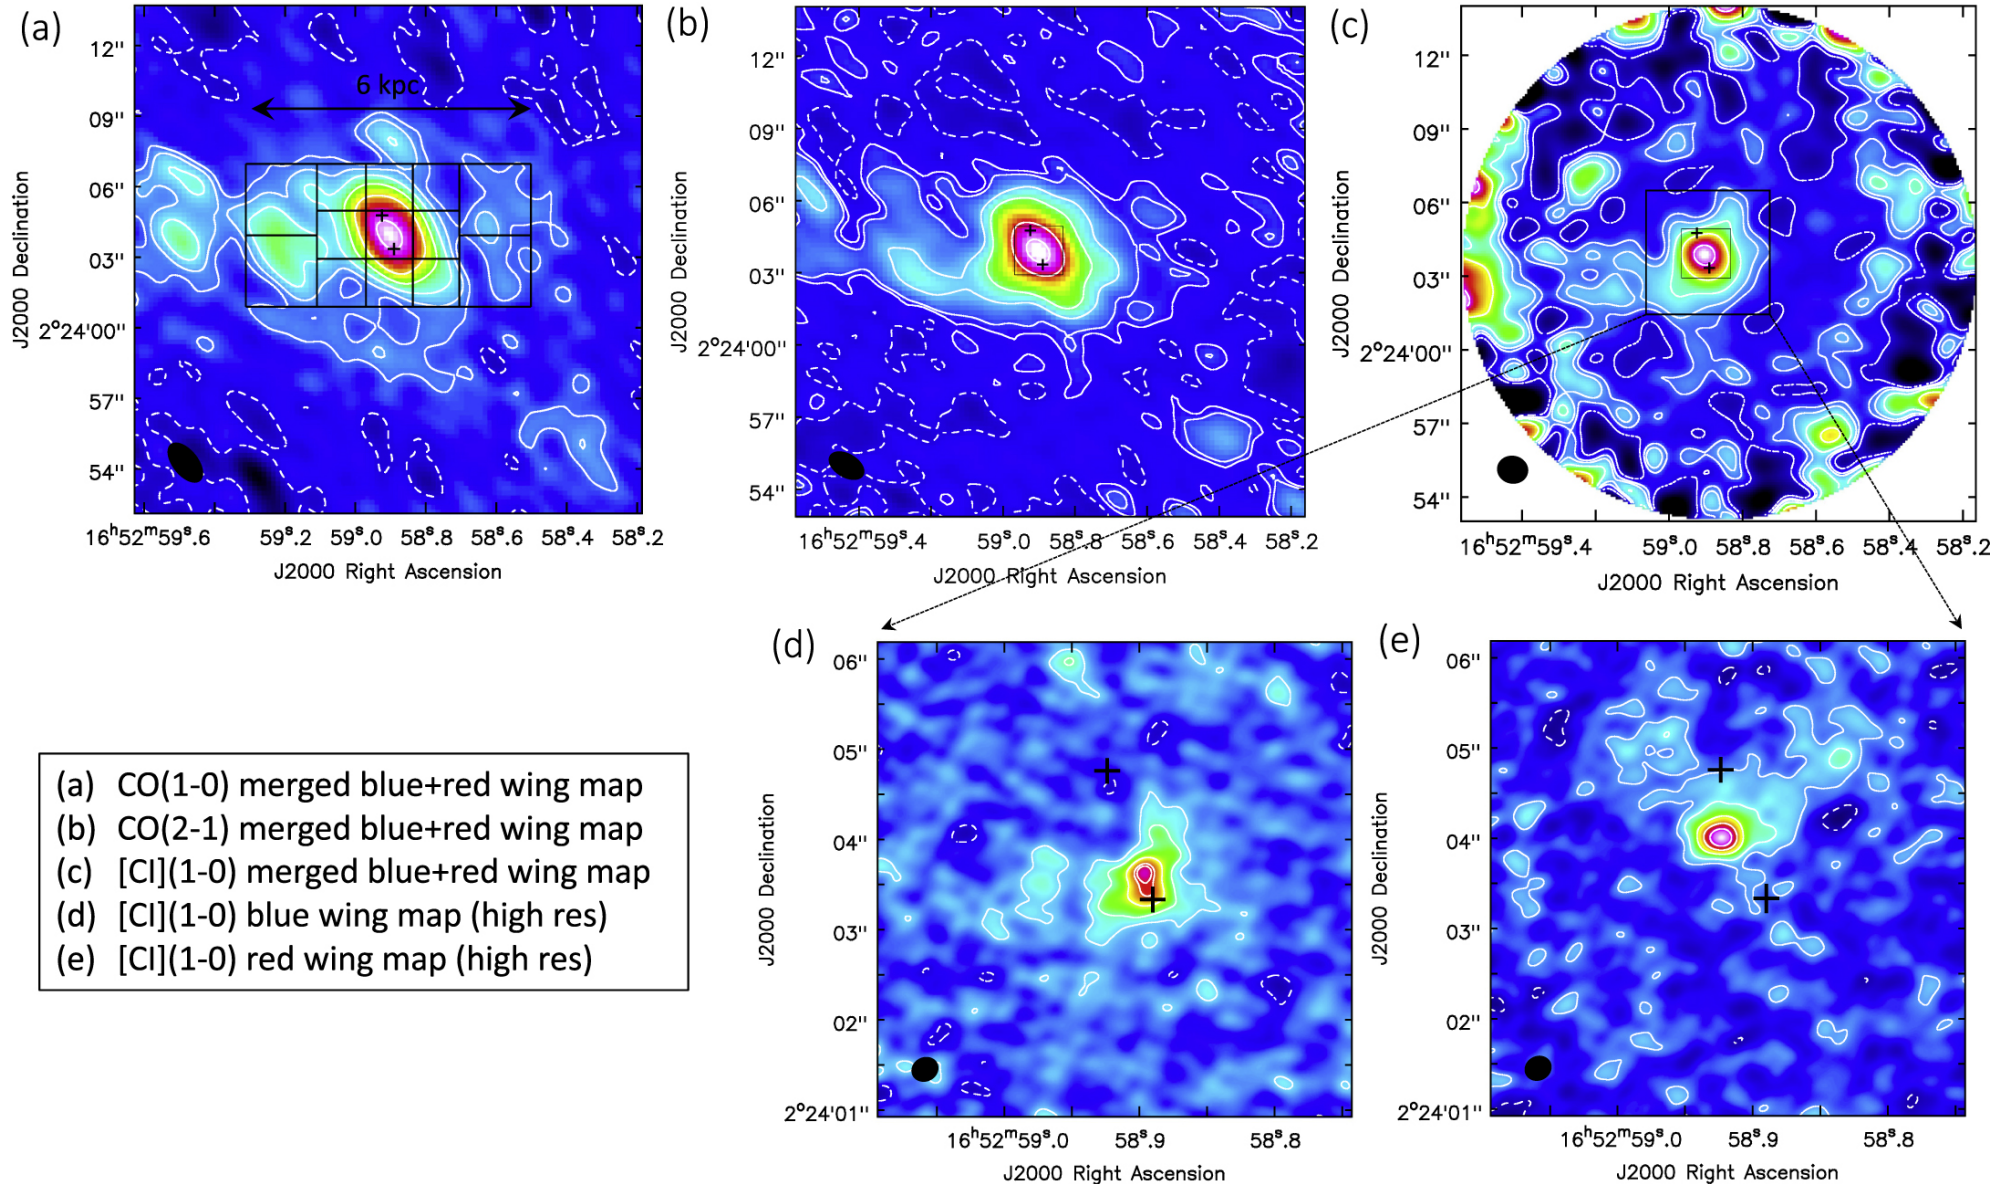 (a)
12"
09"
06"
03"
2°24'00"
57"
54"
J2000 Declination
6 kpc
16ʰ52ᵐ59ˢ.6
59ˢ.2
59ˢ.0
58ˢ.8
58ˢ.6
58ˢ.4
58ˢ.2
J2000 Right Ascension
(b)
12"
09"
06"
03"
2°24'00"
57"
54"
J2000 Declination
16ʰ52ᵐ59ˢ.4
59ˢ.0
58ˢ.8
58ˢ.6
58ˢ.4
58ˢ.2
J2000 Right Ascension
(c)
12"
09"
06"
03"
2°24'00"
57"
54"
J2000 Declination
16ʰ52ᵐ59ˢ.4
59ˢ.0
58ˢ.8
58ˢ.6
58ˢ.4
58ˢ.2
J2000 Right Ascension
(d)
06"
05"
04"
03"
02"
2°24'01"
J2000 Declination
16ʰ52ᵐ59ˢ.0
58ˢ.9
58ˢ.8
J2000 Right Ascension
(e)
06"
05"
04"
03"
02"
2°24'01"
J2000 Declination
16ʰ52ᵐ59ˢ.0
58ˢ.9
58ˢ.8
J2000 Right Ascension
(a) CO(1-0) merged blue+red wing map
(b) CO(2-1) merged blue+red wing map
(c) [CI](1-0) merged blue+red wing map
(d) [CI](1-0) blue wing map (high res)
(e) [CI](1-0) red wing map (high res)